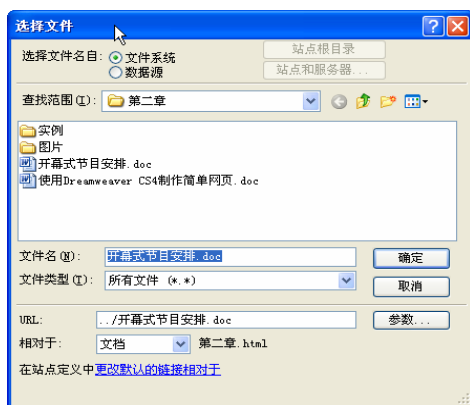 选择文件
选择文件名自: 文件系统 站点根目录
数据源 站点和服务器...
查找范围(I): 第二章
实例
图片
开幕式节目安排.doc
使用Dreamweaver CS4制作简单网页.doc
文件名(N): 开幕式节目安排.doc 确定
文件类型(T): 所有文件 (*.*) 取消
URL: ../开幕式节目安排.doc 参数...
相对于: 文档 第二章.html
在站点定义中更改默认的链接相对于